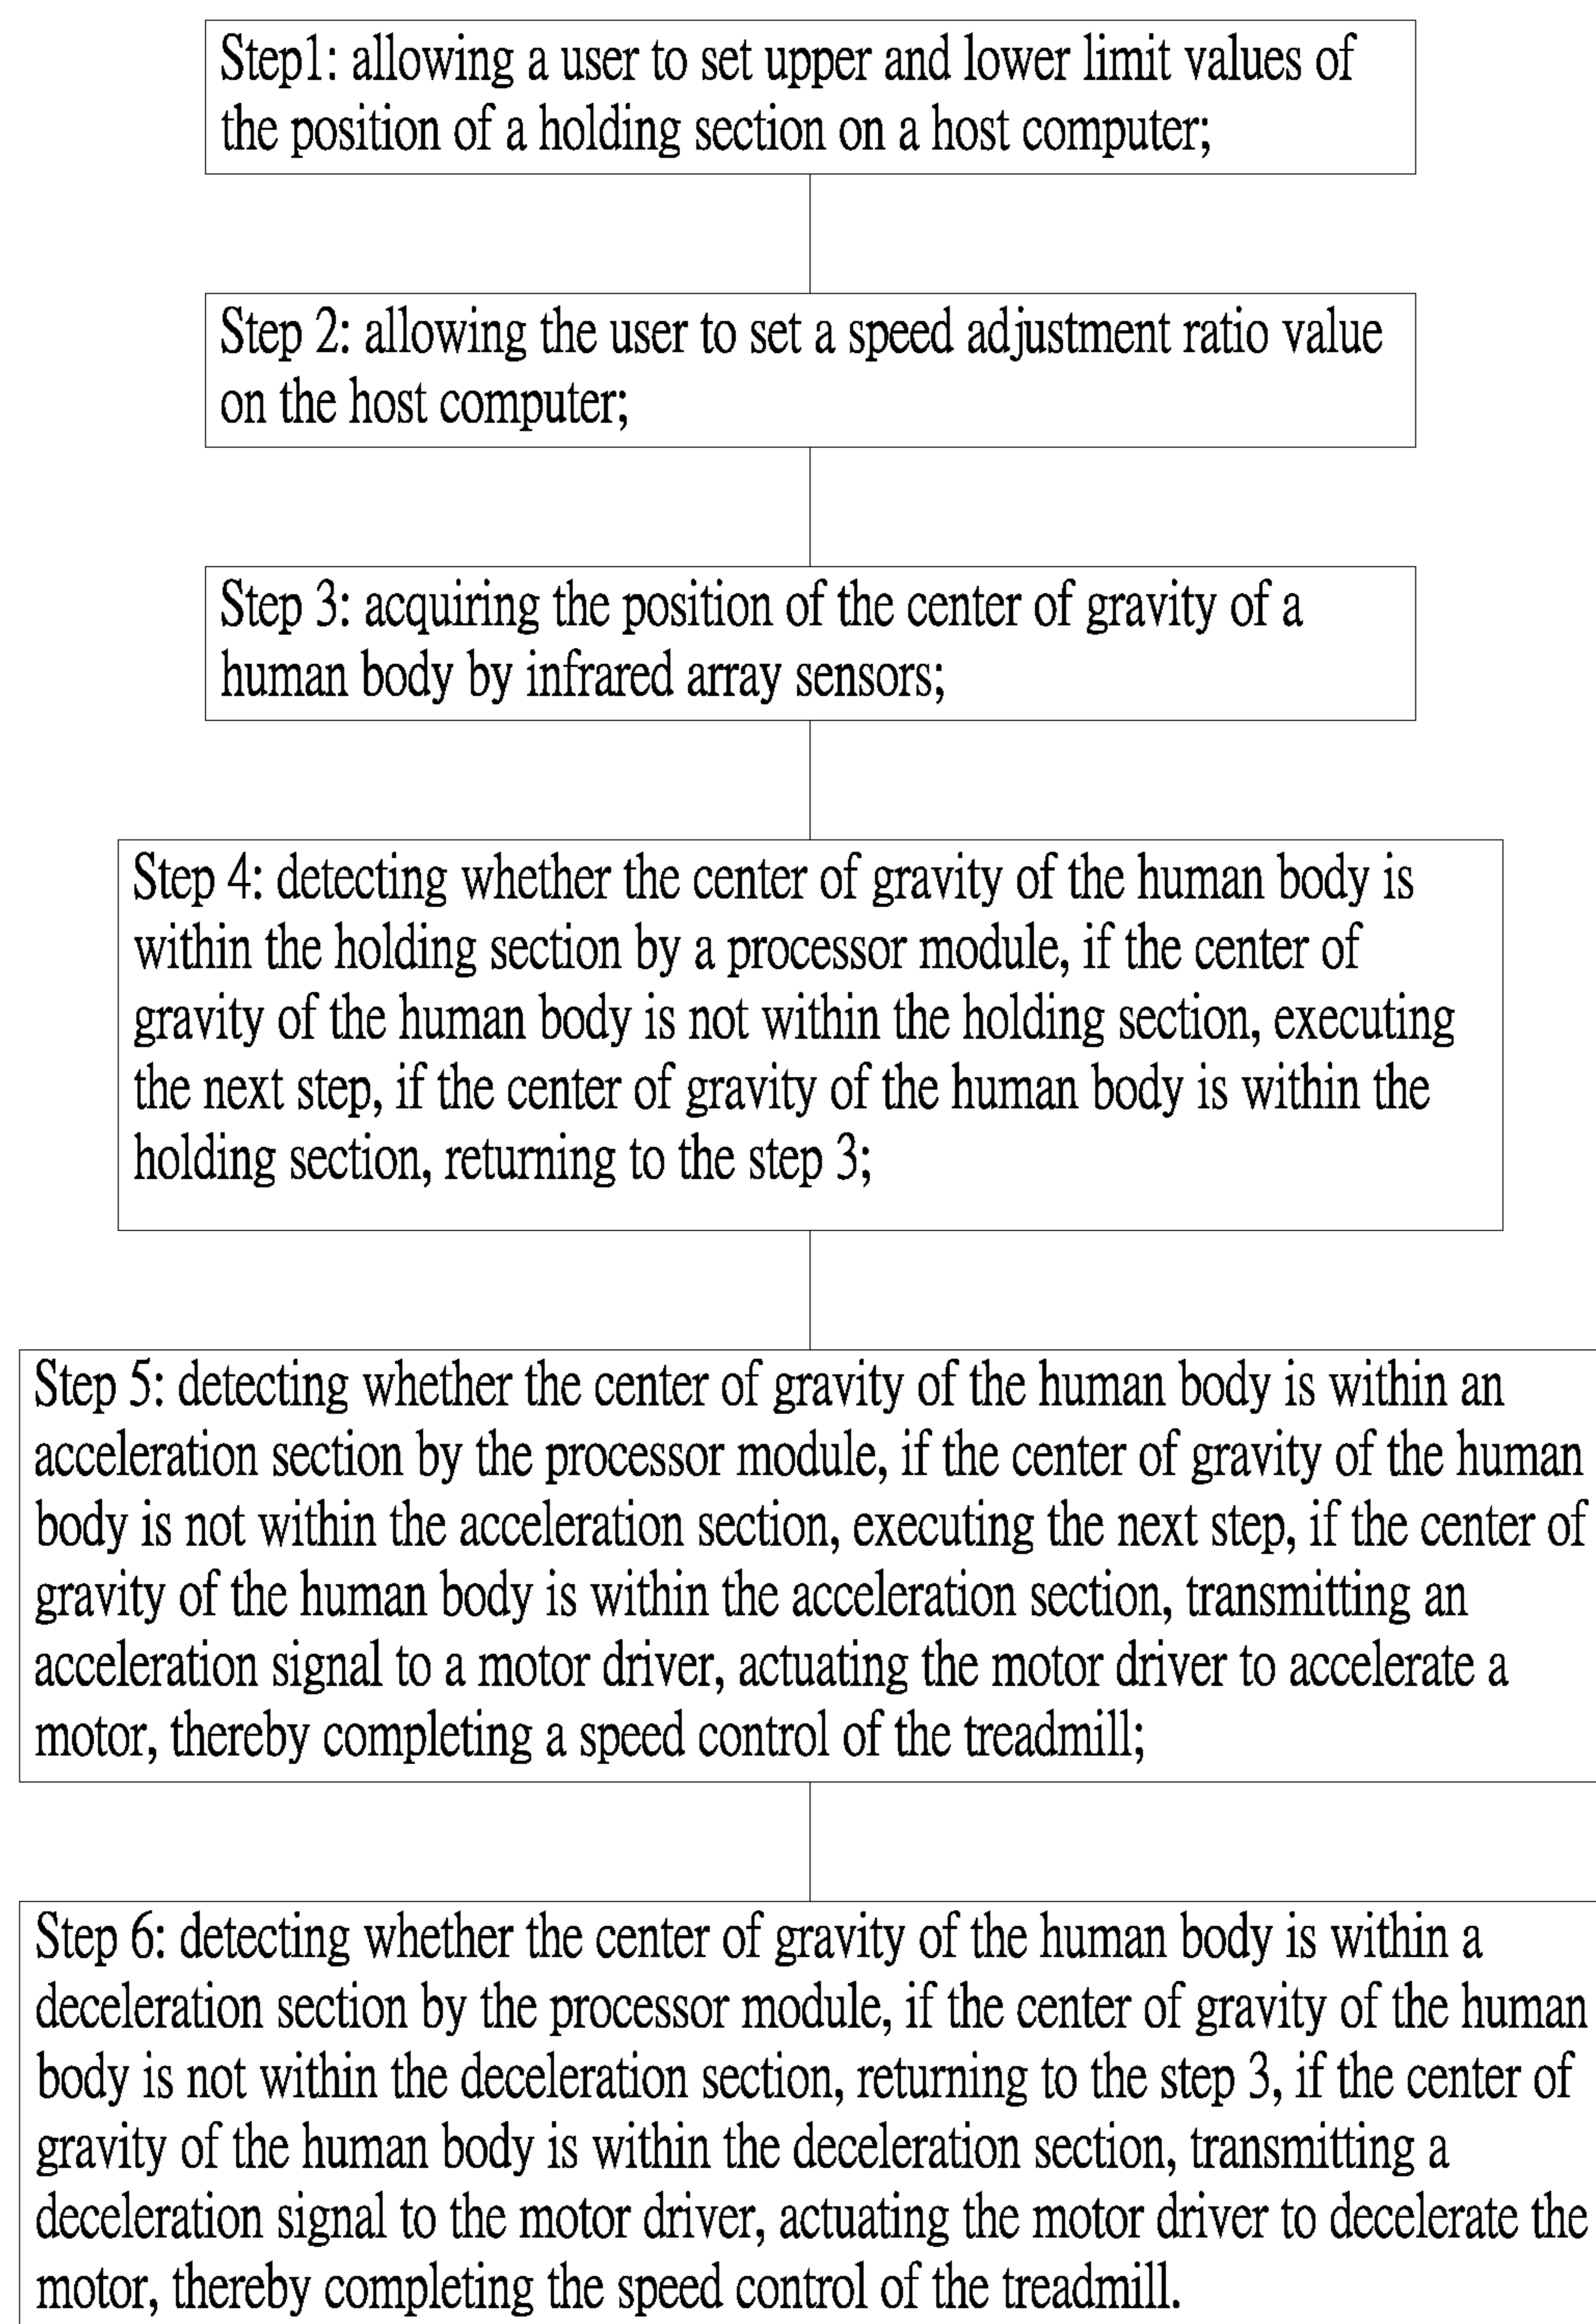 Step1: allowing a user to set upper and lower limit values of
the position of a holding section on a host computer;
Step 2: allowing the user to set a speed adjustment ratio value
on the host computer;
Step 3: acquiring the position of the center of gravity of a
human body by infrared array sensors;
Step 4: detecting whether the center of gravity of the human body is
within the holding section by a processor module, if the center of
gravity of the human body is not within the holding section, executing
the next step, if the center of gravity of the human body is within the
holding section, returning to the step 3;
Step 5: detecting whether the center of gravity of the human body is within an
acceleration section by the processor module, if the center of gravity of the human
body is not within the acceleration section, executing the next step, if the center of
gravity of the human body is within the acceleration section, transmitting an
acceleration signal to a motor driver, actuating the motor driver to accelerate a
motor, thereby completing a speed control of the treadmill;
Step 6: detecting whether the center of gravity of the human body is within a
deceleration section by the processor module, if the center of gravity of the human
body is not within the deceleration section, returning to the step 3, if the center of
gravity of the human body is within the deceleration section, transmitting a
deceleration signal to the motor driver, actuating the motor driver to decelerate the
motor, thereby completing the speed control of the treadmill.